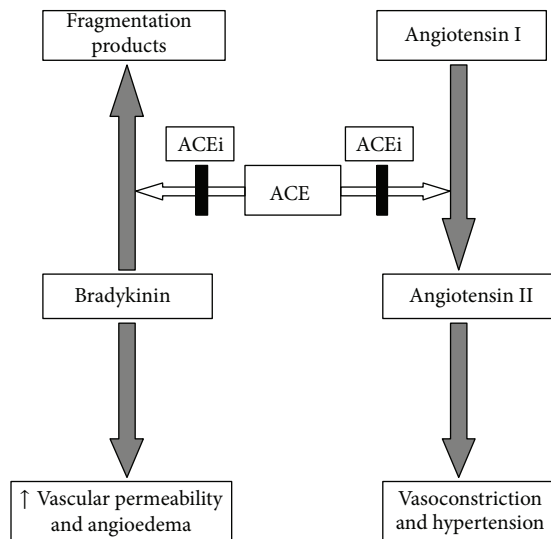 Fragmentation
products
Angiotensin I
ACEi
ACEi
ACE
Bradykinin
Angiotensin II
↑ Vascular permeability
and angioedema
Vasoconstriction
and hypertension